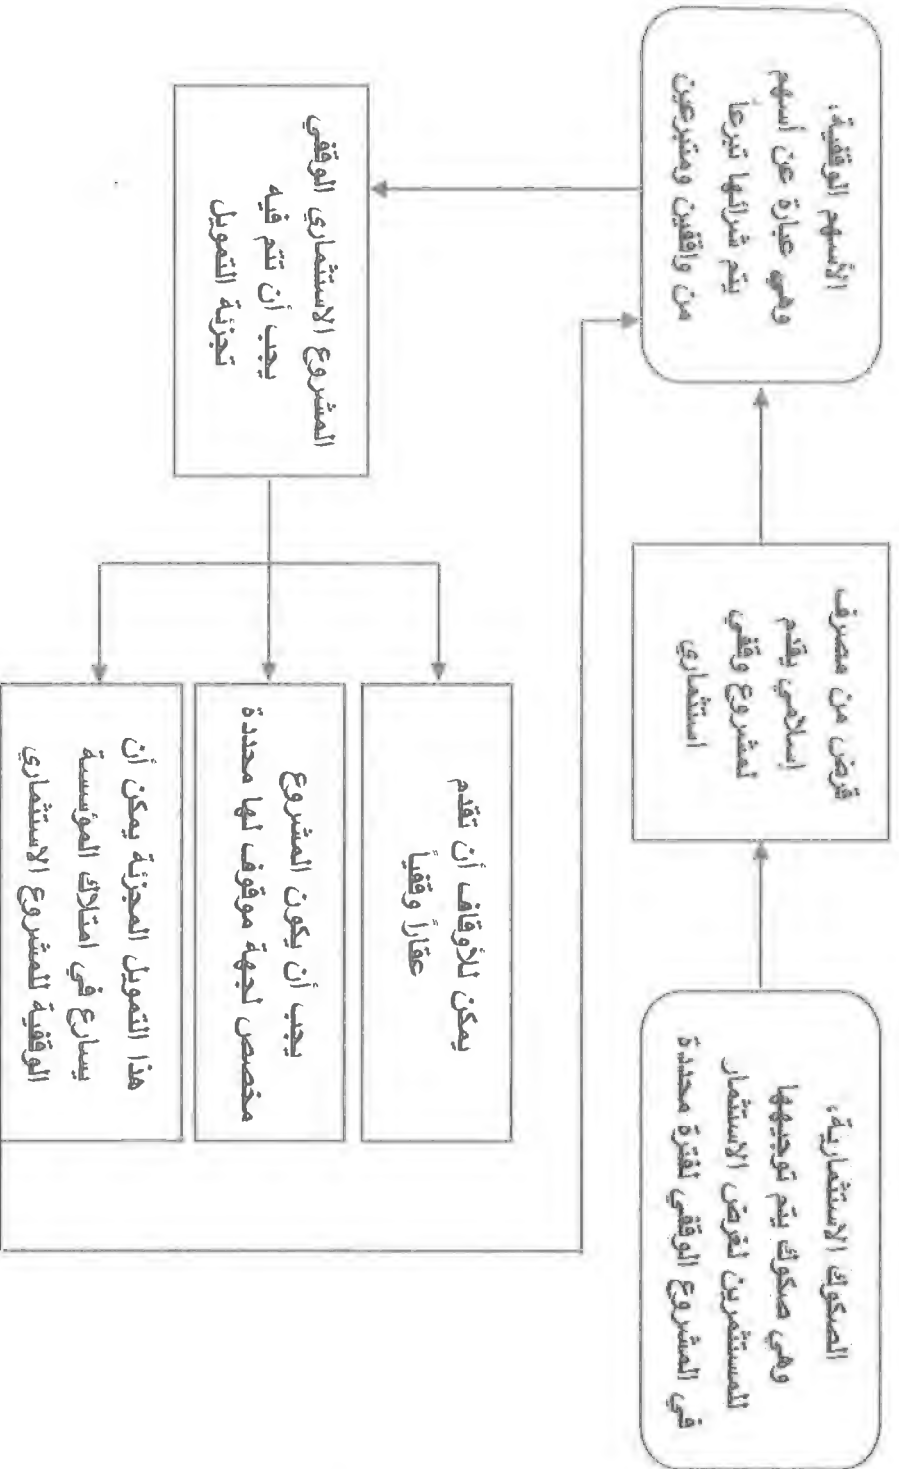 الصكوك الاستثمارية،
وهي صكوك يتم توجيهها
للمستثمرين لغرض الاستثمار
في المشروع الوقفي لفترة محددة
قرض من مصرف
إسلامي يقدم
لمشروع وقفي
استثماري
الأسهم الوقفية،
وهي عبارة عن أسهم
يتم شرائها تبرعاً
من واقفين ومتبرعين
المشروع الاستثماري الوقفي
يجب أن تتم فيه
تجزئة التمويل
يمكن للأوقاف أن تقدم
عقاراً وقفياً
يجب أن يكون المشروع
مخصص لجهة موقوف لها محددة
هذا التمويل المجزئة يمكن أن
يسارع في امتلاك المؤسسة
الوقفية للمشروع الاستثماري